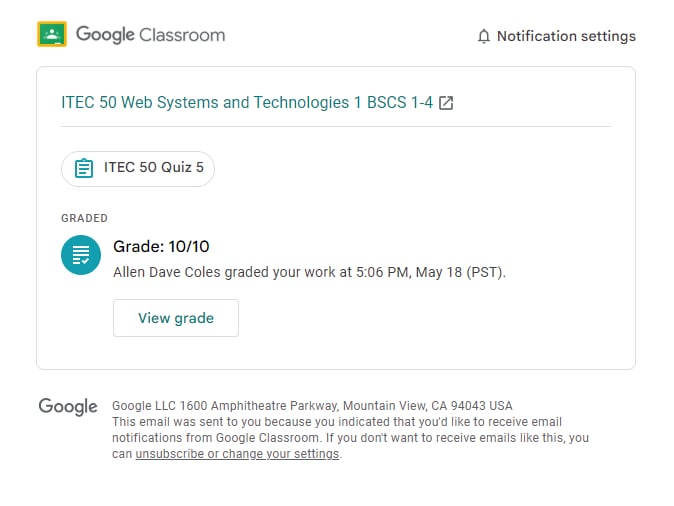 Google Classroom
Notification settings
ITEC 50 Web Systems and Technologies 1 BSCS 1-4
ITEC 50 Quiz 5
GRADED
Grade: 10/10
Allen Dave Coles graded your work at 5:06 PM, May 18 (PST).
View grade
Google
Google LLC 1600 Amphitheatre Parkway, Mountain View, CA 94043 USA
This email was sent to you because you indicated that you'd like to receive email
notifications from Google Classroom. If you don't want to receive emails like this, you
can unsubscribe or change your settings.